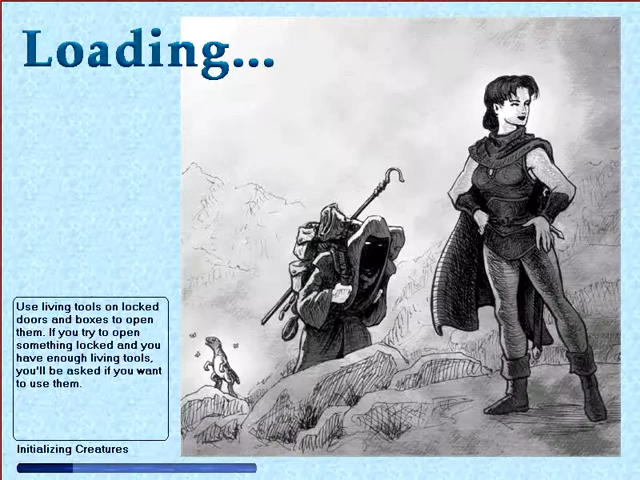 Loading...
Use living tools on locked
doors and boxes to open
them. If you try to open
something locked and you
have enough living tools,
you'll be asked if you want
to use them.
Initializing Creatures